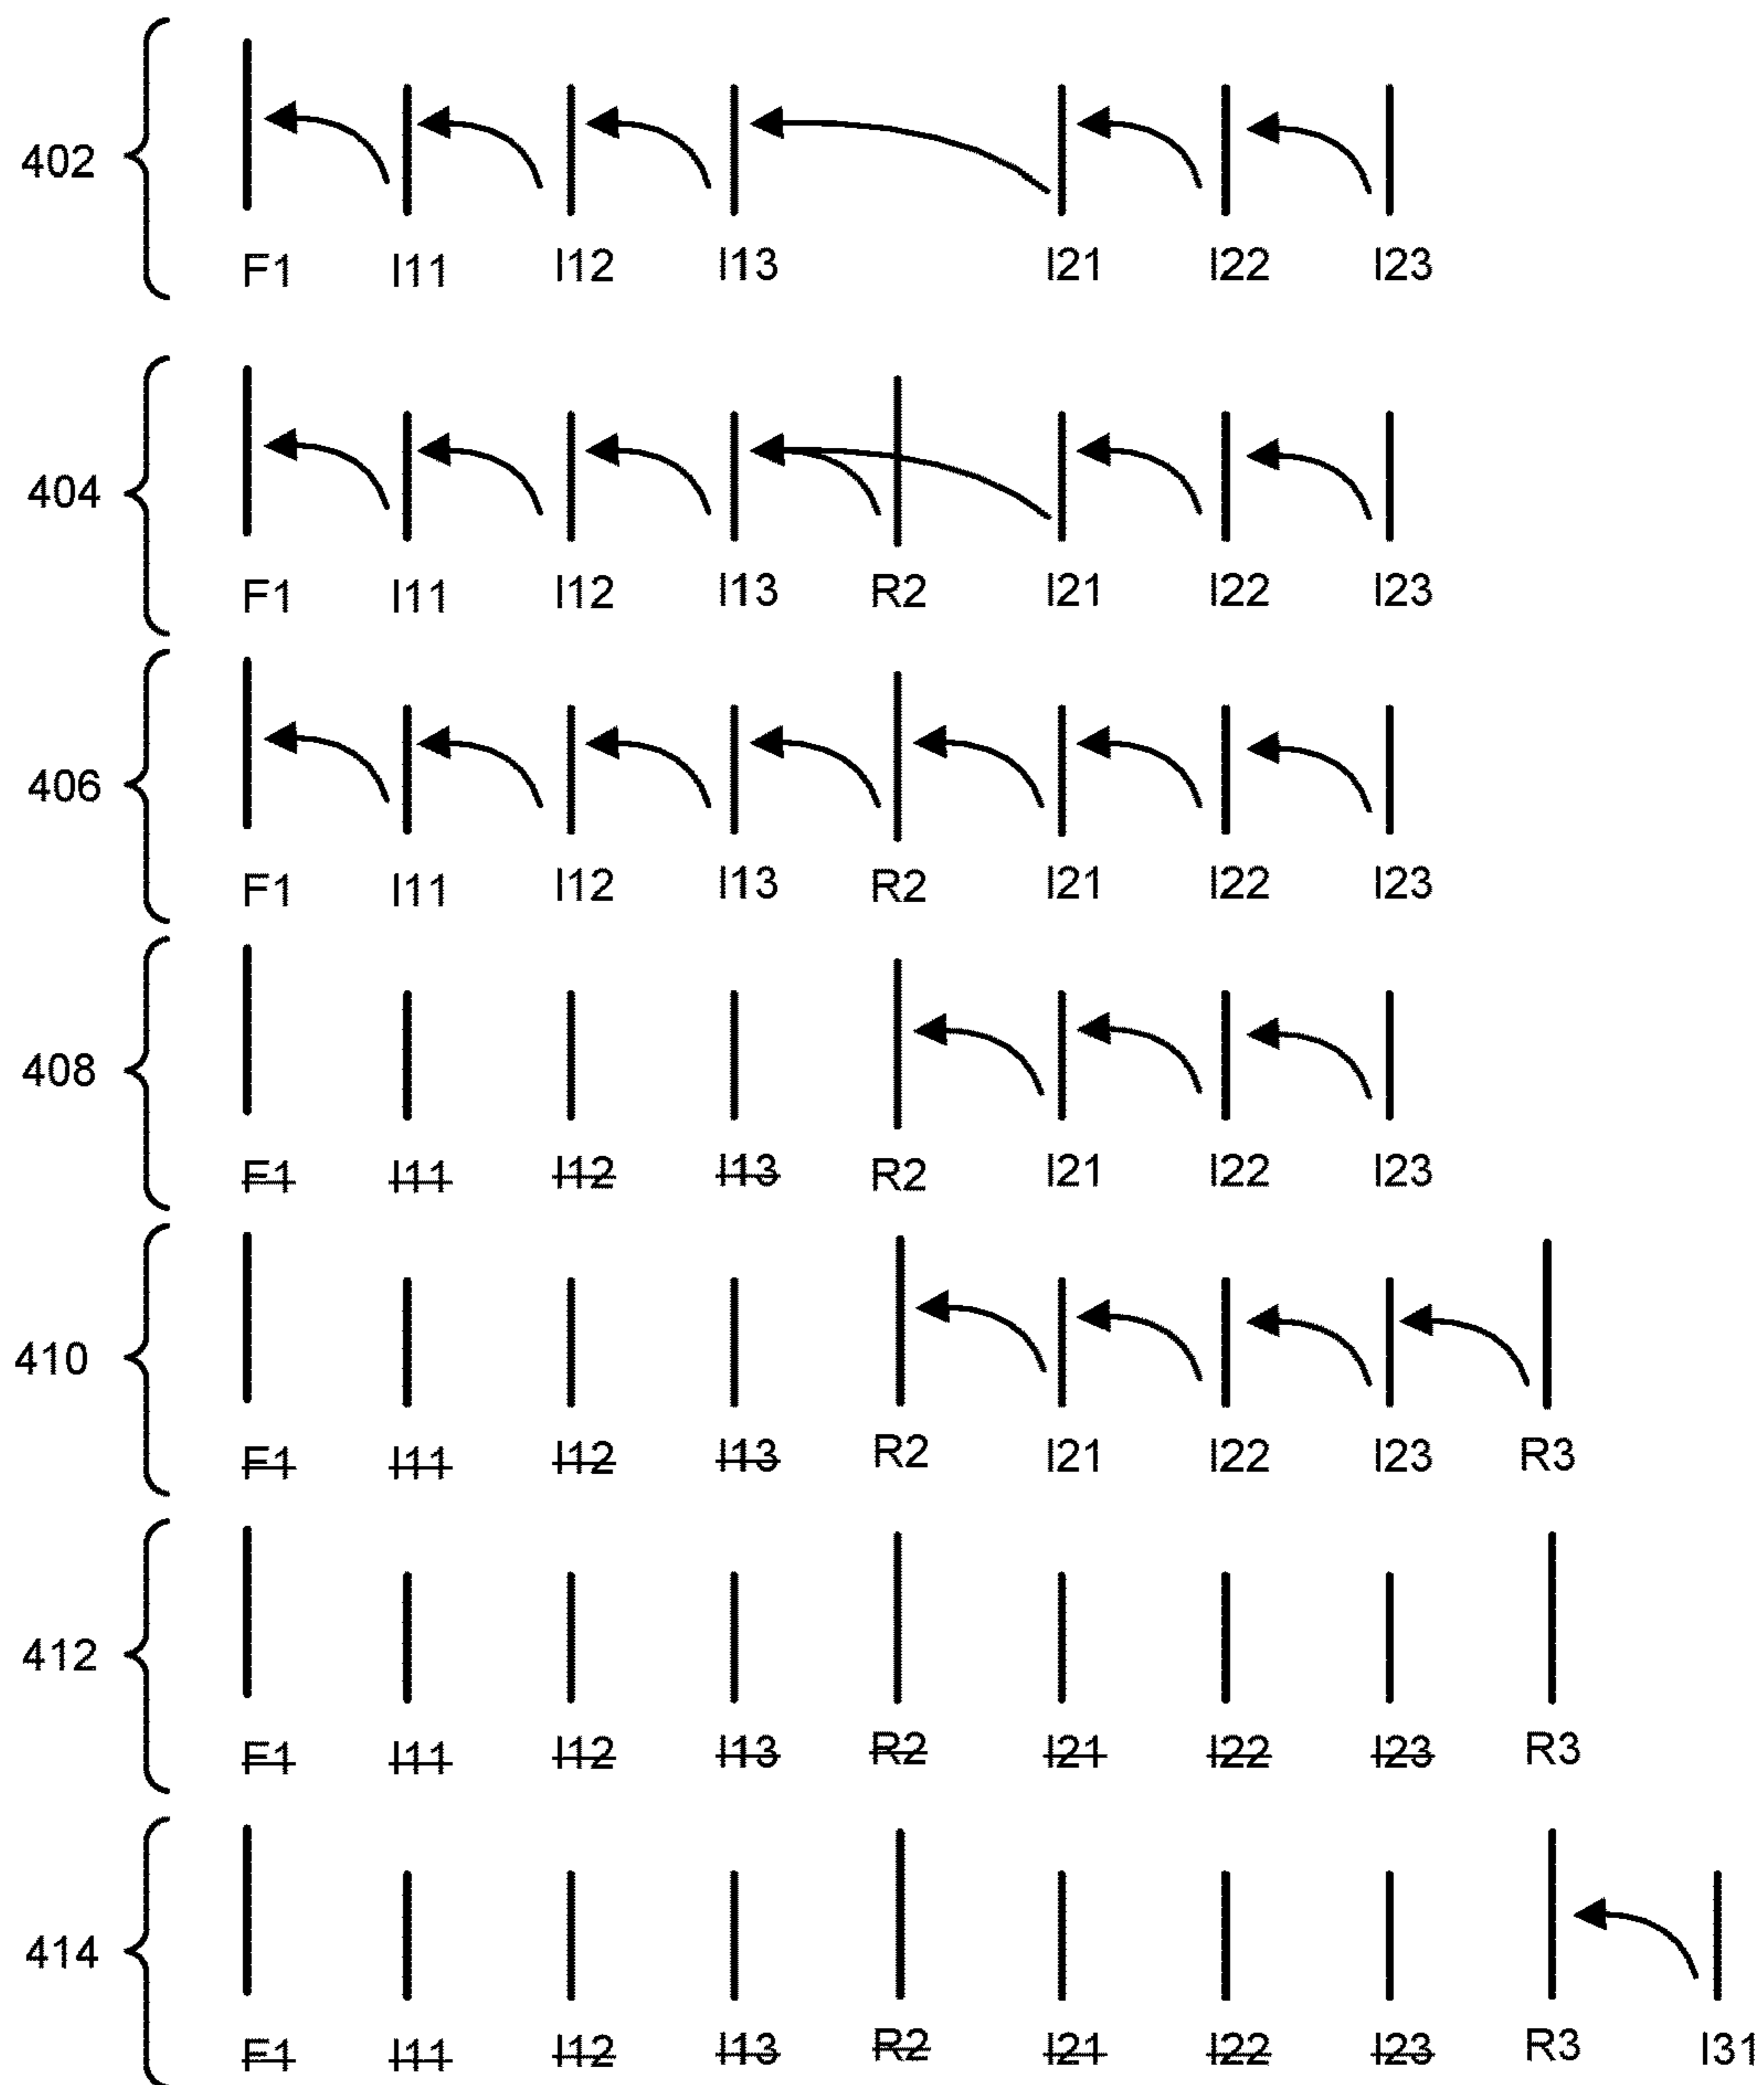 402
F1 I11 I12 I13 I21 I22 I23
404
F1 I11 I12 I13 R2 I21 I22 I23
406
F1 I11 I12 I13 R2 I21 I22 I23
408
F1 I11 I12 I13 R2 I21 I22 I23
410
F1 I11 I12 I13 R2 I21 I22 I23 R3
412
F1 I11 I12 I13 R2 I21 I22 I23 R3
414
F1 I11 I12 I13 R2 I21 I22 I23 R3 I31